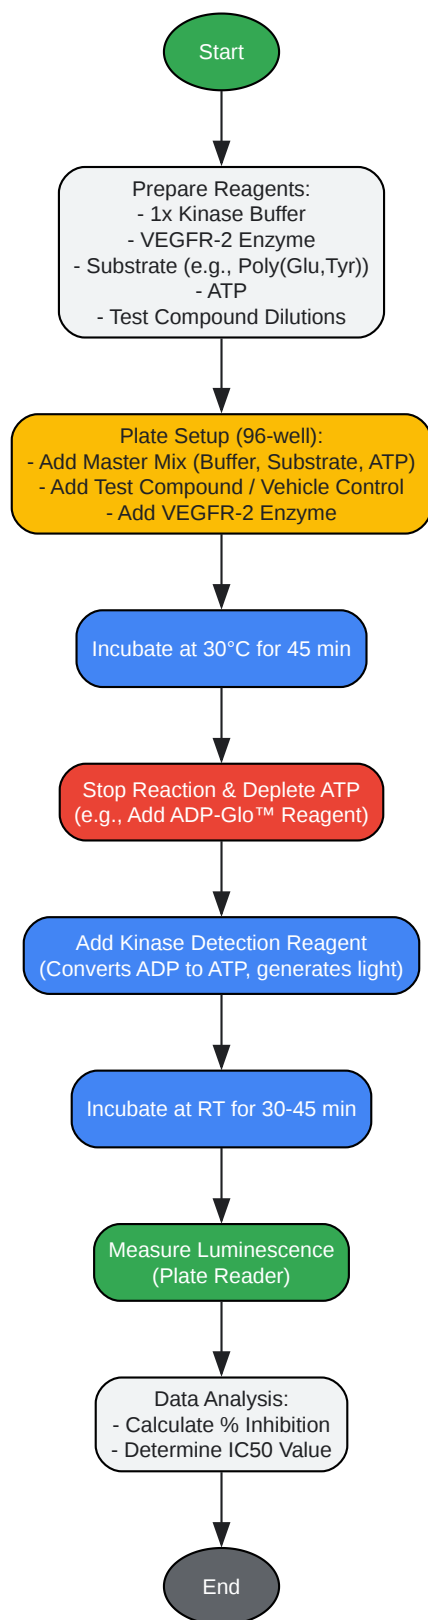 Start
Prepare Reagents:
- 1x Kinase Buffer
- VEGFR-2 Enzyme
- Substrate (e.g., Poly(Glu,Tyr))
- ATP
- Test Compound Dilutions
Plate Setup (96-well):
- Add Master Mix (Buffer, Substrate, ATP)
- Add Test Compound / Vehicle Control
- Add VEGFR-2 Enzyme
Incubate at 30°C for 45 min
Stop Reaction & Deplete ATP
(e.g., Add ADP-Glo™ Reagent)
Add Kinase Detection Reagent
(Converts ADP to ATP, generates light)
Incubate at RT for 30-45 min
Measure Luminescence
(Plate Reader)
Data Analysis:
- Calculate % Inhibition
- Determine IC50 Value
End